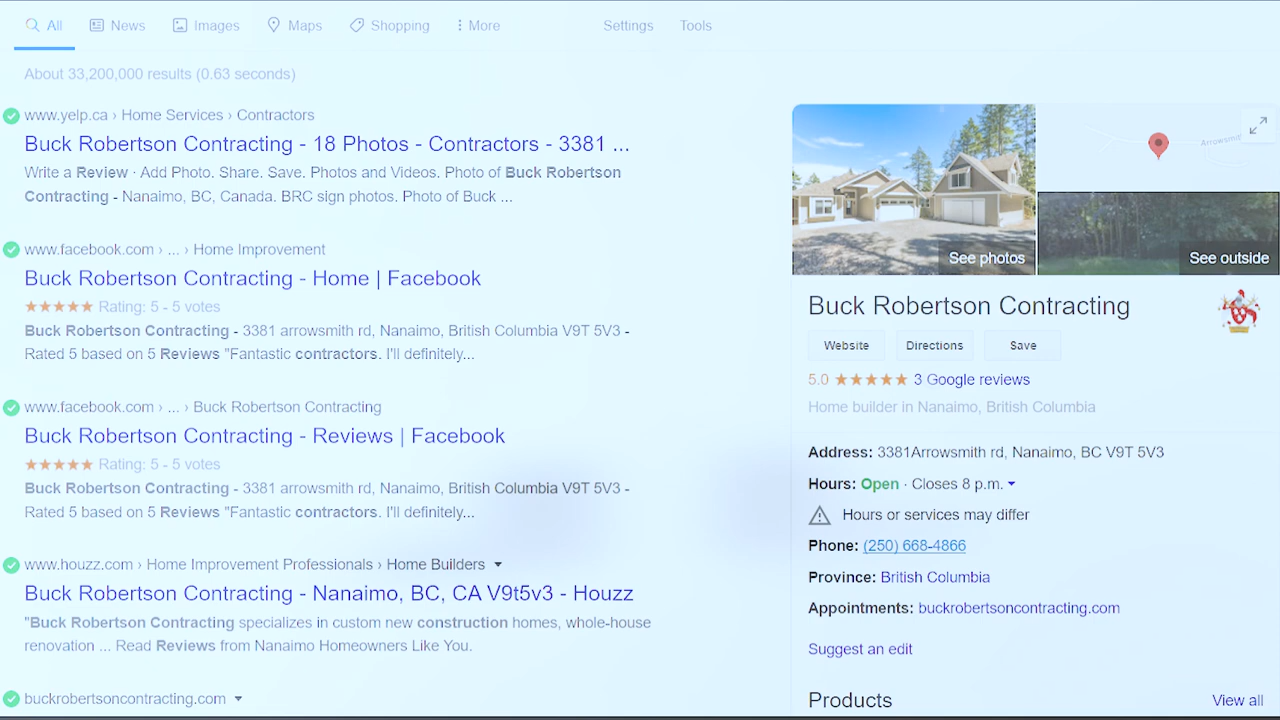 All News Images Maps Shopping More Settings Tools
About 33,200,000 results (0.63 seconds)
www.yelp.ca › Home Services › Contractors
Buck Robertson Contracting - 18 Photos - Contractors - 3381 ...
Write a Review · Add Photo. Share. Save. Photos and Videos. Photo of Buck Robertson
Contracting - Nanaimo, BC, Canada. BRC sign photos. Photo of Buck ...
www.facebook.com › ... › Home Improvement
Buck Robertson Contracting - Home | Facebook
Rating: 5 - 5 votes
Buck Robertson Contracting - 3381 arrowsmith rd, Nanaimo, British Columbia V9T 5V3 -
Rated 5 based on 5 Reviews "Fantastic contractors. I'll definitely...
www.facebook.com › ... › Buck Robertson Contracting
Buck Robertson Contracting - Reviews | Facebook
Rating: 5 - 5 votes
Buck Robertson Contracting - 3381 arrowsmith rd, Nanaimo, British Columbia V9T 5V3 -
Rated 5 based on 5 Reviews "Fantastic contractors. I'll definitely...
www.houzz.com › Home Improvement Professionals › Home Builders
Buck Robertson Contracting - Nanaimo, BC, CA V9t5v3 - Houzz
"Buck Robertson Contracting specializes in custom new construction homes, whole-house
renovation ... Read Reviews from Nanaimo Homeowners Like You.
buckrobertsoncontracting.com
Arrowsmith
See photos
See outside
Buck Robertson Contracting
Website Directions Save
5.0 3 Google reviews
Home builder in Nanaimo, British Columbia
Address: 3381Arrowsmith rd, Nanaimo, BC V9T 5V3
Hours: Open · Closes 8 p.m.
Hours or services may differ
Phone: (250) 668-4866
Province: British Columbia
Appointments: buckrobertsoncontracting.com
Suggest an edit
Products View all